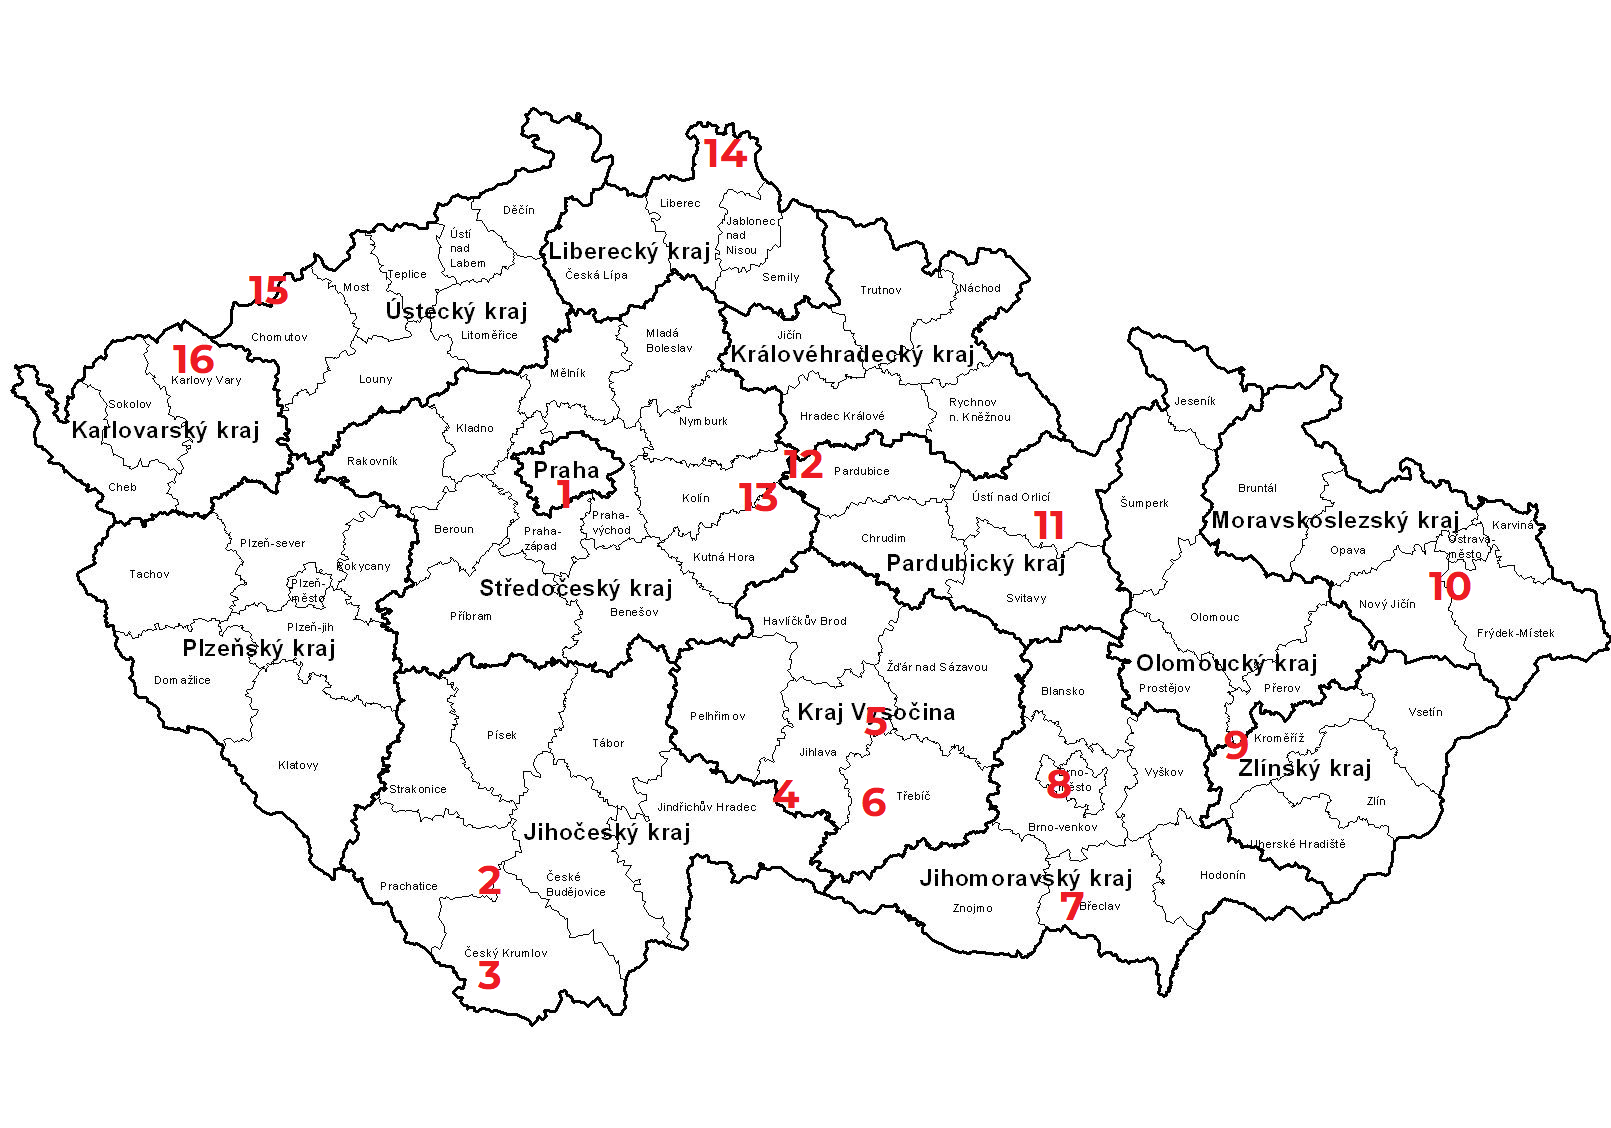 14
Děčín
Liberec
Jablonec
nad
Nisou
Ústí
nad
Labem
Liberecký kraj
Česká Lípa
Semily
Teplice
Most
15
Trutnov
Náchod
Ústecký kraj
Chomutov
Litoměřice
Mladá
Boleslav
Jičín
Královéhradecký kraj
16
Karlovy Vary
Louny
Mělník
Sokolov
Jeseník
Hradec Králové
Rychnov
n. Kněžnou
Karlovarský kraj
Kladno
Nymburk
Rakovník
Praha
12
Pardubice
Cheb
1
Kolín
13
Ústí nad Orlicí
Šumperk
Bruntál
Beroun
Praha-
východ
Praha-
západ
11
Moravskoslezský kraj
Karviná
Ostrava-
město
Plzeň-sever
Chrudim
Opava
Kutná Hora
Pardubický kraj
Tachov
Rokycany
Plzeň-
město
Středočeský kraj
10
Svitavy
Nový Jičín
Příbram
Benešov
Havlíčkův Brod
Olomouc
Plzeň-jih
Frýdek-Místek
Plzeňský kraj
Olomoucký kraj
Žďár nad Sázavou
Domažlice
Blansko
Prostějov
Přerov
Pelhřimov
Kraj Vysočina
5
Vsetín
Písek
Tábor
Jihlava
9
Kroměříž
Klatovy
Zlínský kraj
Vyškov
8
Brno-
město
Strakonice
4
6
Třebíč
Zlín
Jindřichův Hradec
Jihočeský kraj
Brno-venkov
Uherské Hradiště
2
Prachatice
České
Budějovice
Jihomoravský kraj
Hodonín
Znojmo
7
Břeclav
Český Krumlov
3